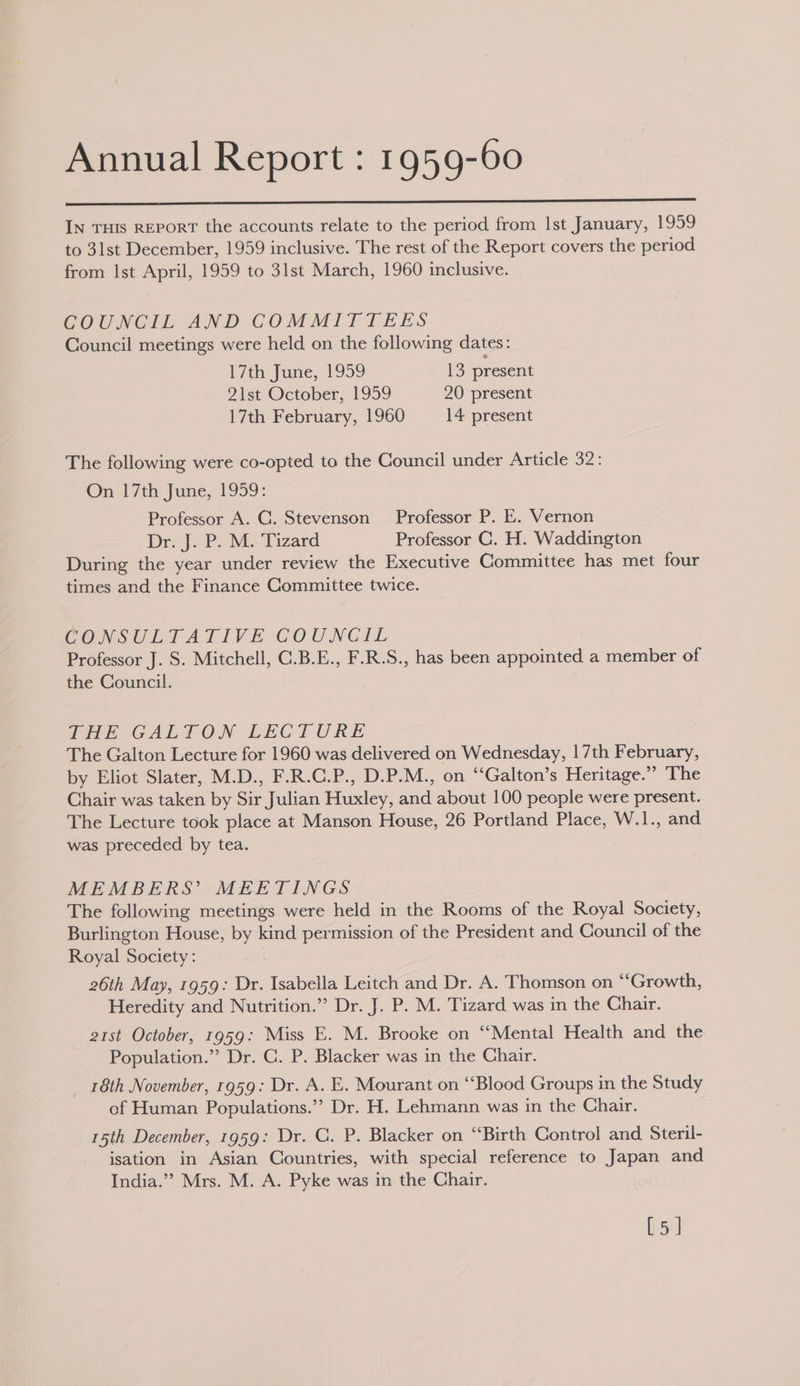 Annual Report : 1959-60
IN THIS REPORT the accounts relate to the period from 1st January, 1959
to 31st December, 1959 inclusive. The rest of the Report covers the period
from 1st April, 1959 to 31st March, 1960 inclusive.
COUNCIL AND COMMITTEES
Council meetings were held on the following dates:
17th June, 1959 13 present
21st October, 1959 20 present
17th February, 1960 14 present
The following were co-opted to the Council under Article 32:
On 17th June, 1959:
Professor A. C. Stevenson Professor P. E. Vernon
Dr. J. P. M. Tizard Professor C. H. Waddington
During the year under review the Executive Committee has met four
times and the Finance Committee twice.
CONSULTATIVE COUNCIL
Professor J. S. Mitchell, C.B.E., F.R.S., has been appointed a member of
the Council.
THE GALTON LECTURE
The Galton Lecture for 1960 was delivered on Wednesday, 17th February,
by Eliot Slater, M.D., F.R.C.P., D.P.M., on “Galton’s Heritage.” The
Chair was taken by Sir Julian Huxley, and about 100 people were present.
The Lecture took place at Manson House, 26 Portland Place, W.1., and
was preceded by tea.
MEMBERS’ MEETINGS
The following meetings were held in the Rooms of the Royal Society,
Burlington House, by kind permission of the President and Council of the
Royal Society:
26th May, 1959: Dr. Isabella Leitch and Dr. A. Thomson on “Growth,
Heredity and Nutrition.” Dr. J. P. M. Tizard was in the Chair.
21st October, 1959: Miss E. M. Brooke on “Mental Health and the
Population.” Dr. C. P. Blacker was in the Chair.
18th November, 1959: Dr. A. E. Mourant on “Blood Groups in the Study
of Human Populations.” Dr. H. Lehmann was in the Chair.
15th December, 1959: Dr. C. P. Blacker on “Birth Control and Steril-
isation in Asian Countries, with special reference to Japan and
India.” Mrs. M. A. Pyke was in the Chair.
[ 5 ]